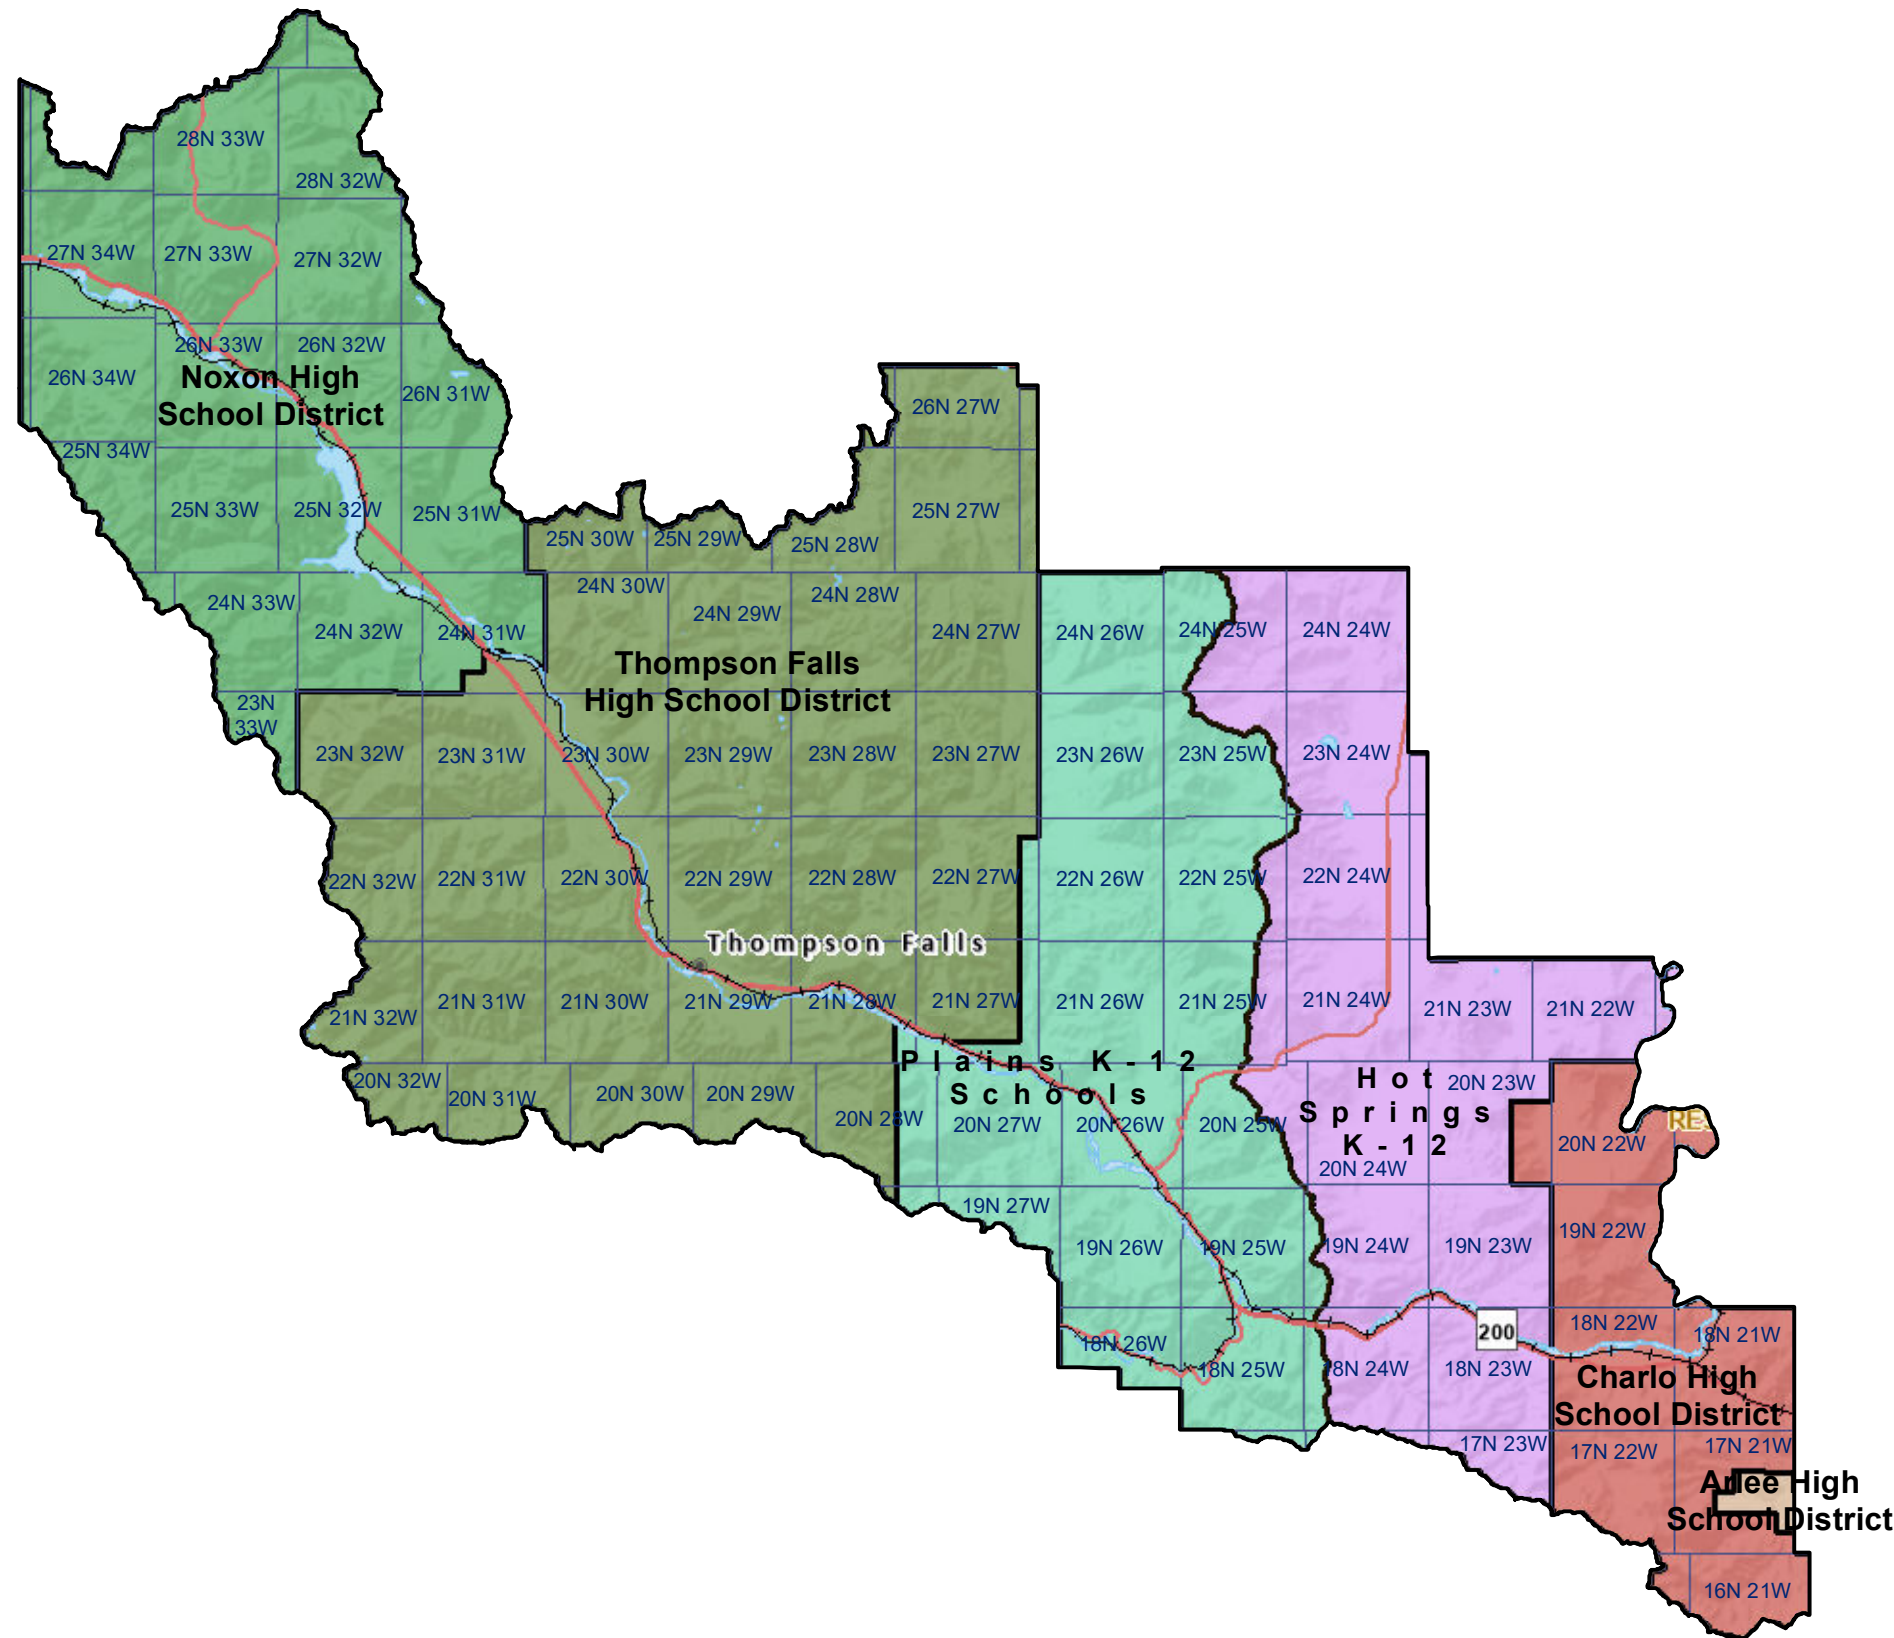 28N 33W
28N 32W
27N 34W
27N 33W
27N 32W
26N 33W
26N 32W
26N 34W
Noxon High
School District
26N 31W
26N 27W
25N 34W
25N 33W
25N 32W
25N 31W
25N 30W
25N 29W
25N 28W
25N 27W
24N 33W
24N 32W
24N 31W
24N 30W
24N 29W
24N 28W
24N 27W
24N 26W
24N 25W
24N 24W
Thompson Falls
High School District
23N
33W
23N 32W
23N 31W
23N 30W
23N 29W
23N 28W
23N 27W
23N 26W
23N 25W
23N 24W
22N 32W
22N 31W
22N 30W
22N 29W
22N 28W
22N 27W
22N 26W
22N 25W
22N 24W
Thompson Falls
21N 32W
21N 31W
21N 30W
21N 29W
21N 28W
21N 27W
21N 26W
21N 25W
21N 24W
21N 23W
21N 22W
Plains K-12
Schools
Hot
Springs
K-12
20N 32W
20N 31W
20N 30W
20N 29W
20N 28W
20N 27W
20N 26W
20N 25W
20N 23W
20N 24W
20N 22W
RE
19N 27W
19N 26W
19N 25W
19N 24W
19N 23W
19N 22W
200
18N 26W
18N 25W
18N 24W
18N 23W
18N 22W
18N 21W
Charlo High
School District
17N 23W
17N 22W
17N 21W
Arlee High
School District
16N 21W